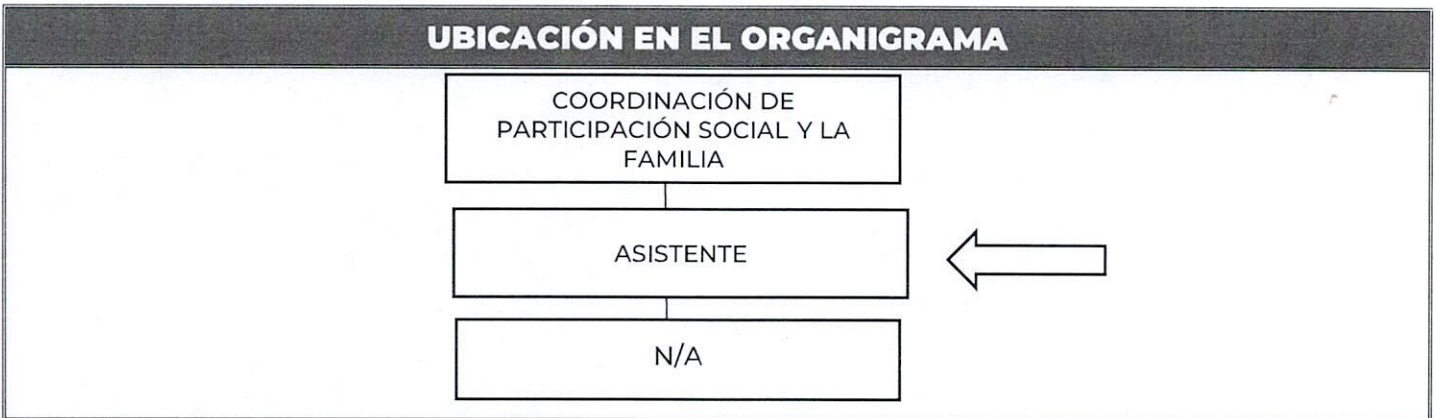 UBICACIÓN EN EL ORGANIGRAMA
COORDINACIÓN DE
PARTICIPACIÓN SOCIAL Y LA
FAMILIA
ASISTENTE
N/A